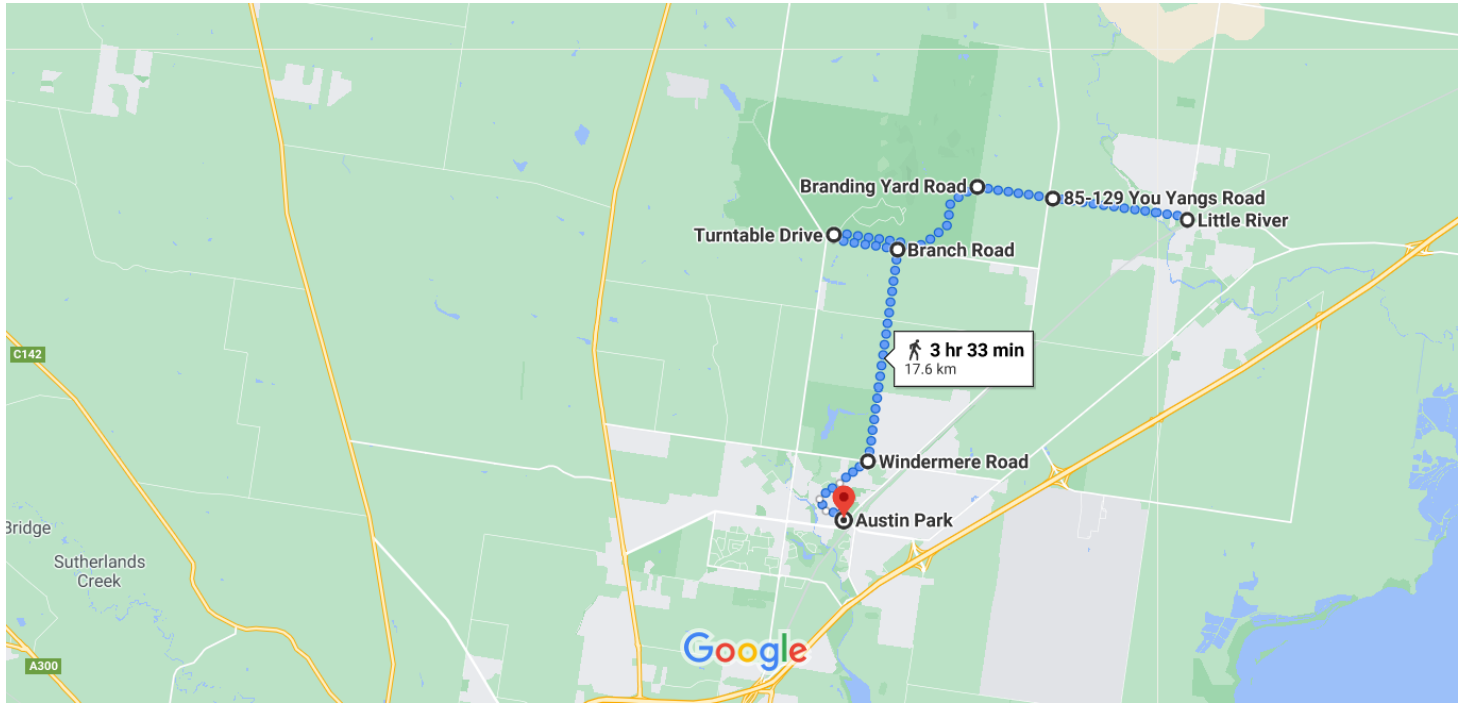 Branding Yard Road
85-129 You Yangs Road
Little River
Turntable Drive
Branch Road
3 hr 33 min
17.6 km
C142
Windermere Road
Austin Park
Bridge
Sutherlands
Creek
Google
A300